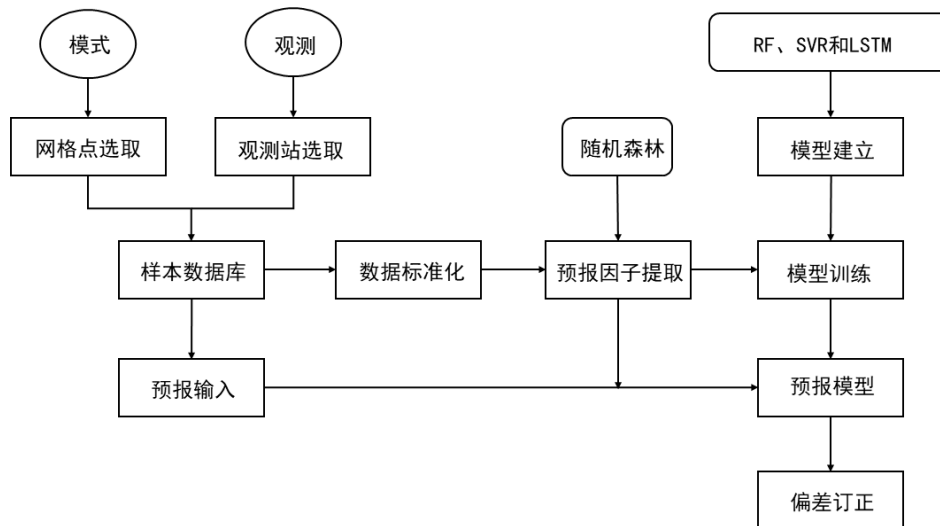 模式
观测
RF、SVR和LSTM
网格点选取
观测站选取
随机森林
模型建立
样本数据库
数据标准化
预报因子提取
模型训练
预报输入
预报模型
偏差订正